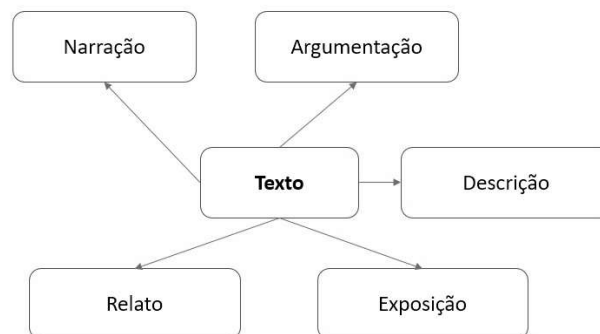 Narração
Argumentação
Texto
Descrição
Relato
Exposição